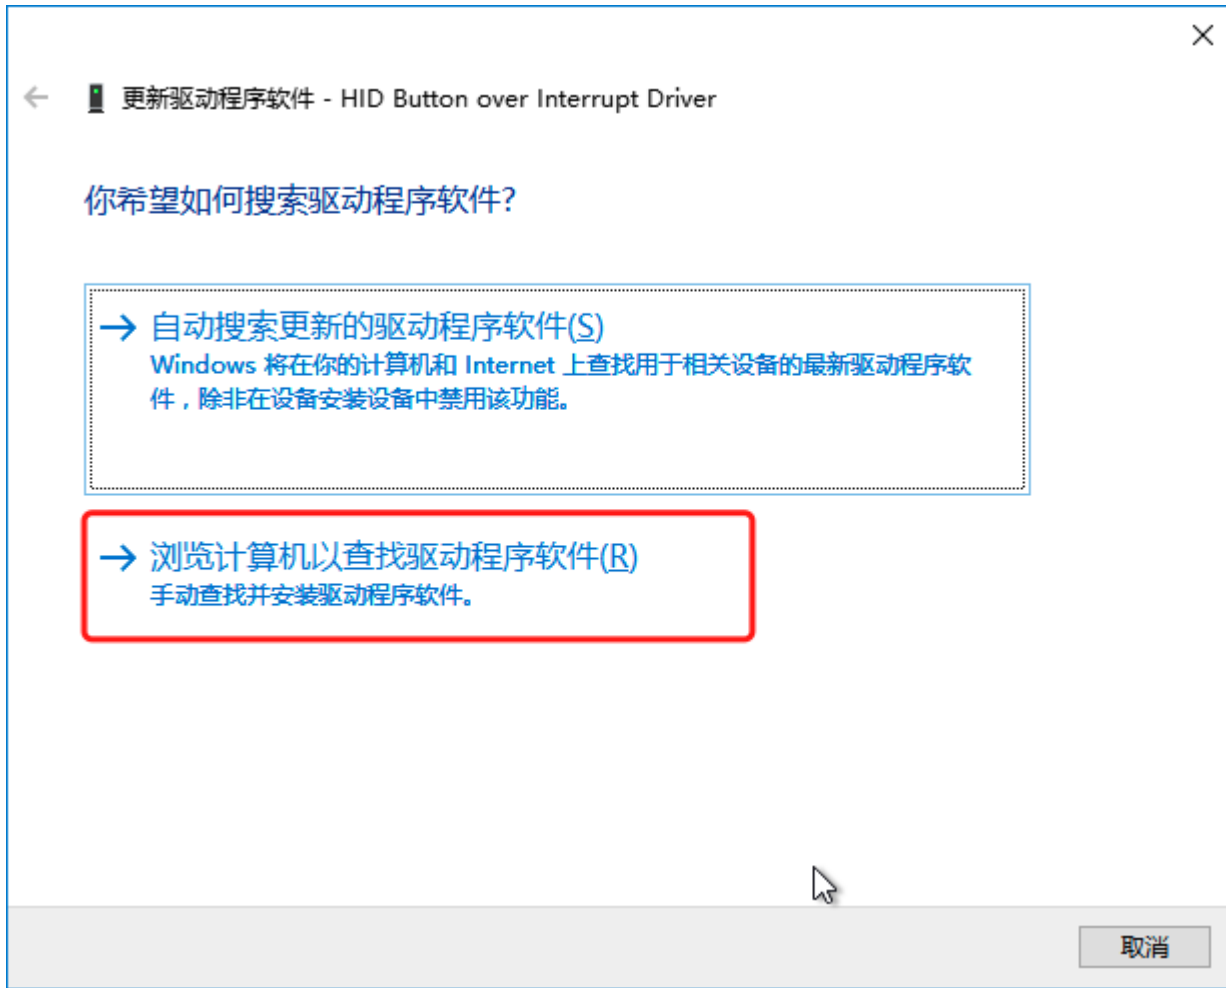 更新驱动程序软件 - HID Button over Interrupt Driver
你希望如何搜索驱动程序软件?
自动搜索更新的驱动程序软件(S)
Windows 将在你的计算机和 Internet 上查找用于相关设备的最新驱动程序软
件，除非在设备安装设备中禁用该功能。
浏览计算机以查找驱动程序软件(R)
手动查找并安装驱动程序软件。
取消